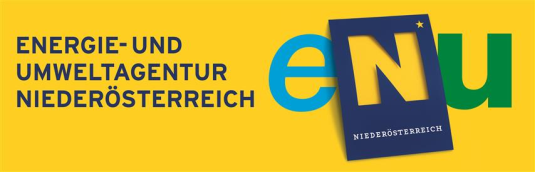 ENERGIE- UND
UMWELTAGENTUR
NIEDERÖSTERREICH
eNu
NIEDERÖSTERREICH